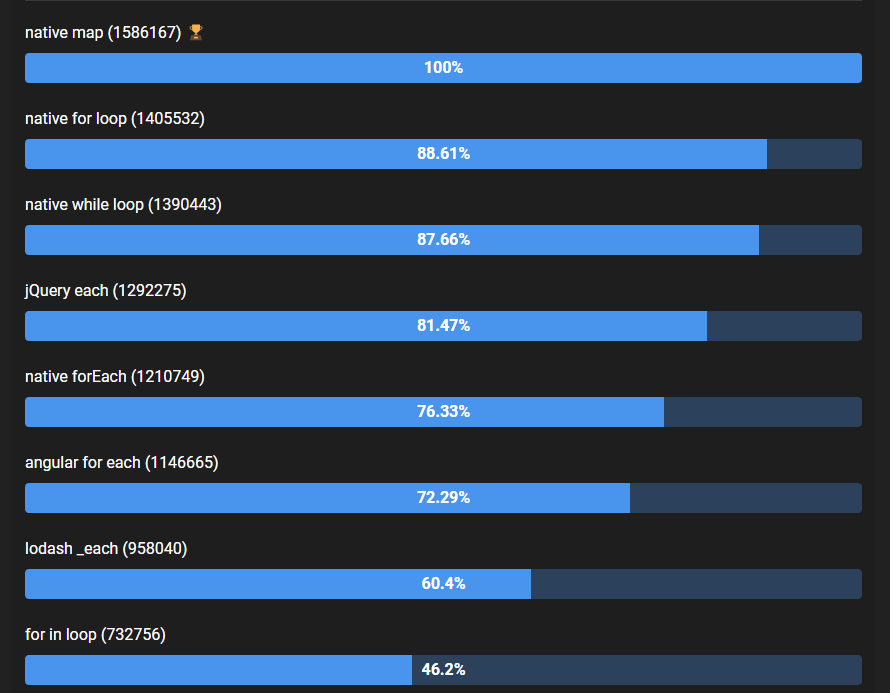 native map (1586167) 🏆
100%
native for loop (1405532)
88.61%
native while loop (1390443)
87.66%
jQuery each (1292275)
81.47%
native forEach (1210749)
76.33%
angular for each (1146665)
72.29%
lodash _each (958040)
60.4%
for in loop (732756)
46.2%